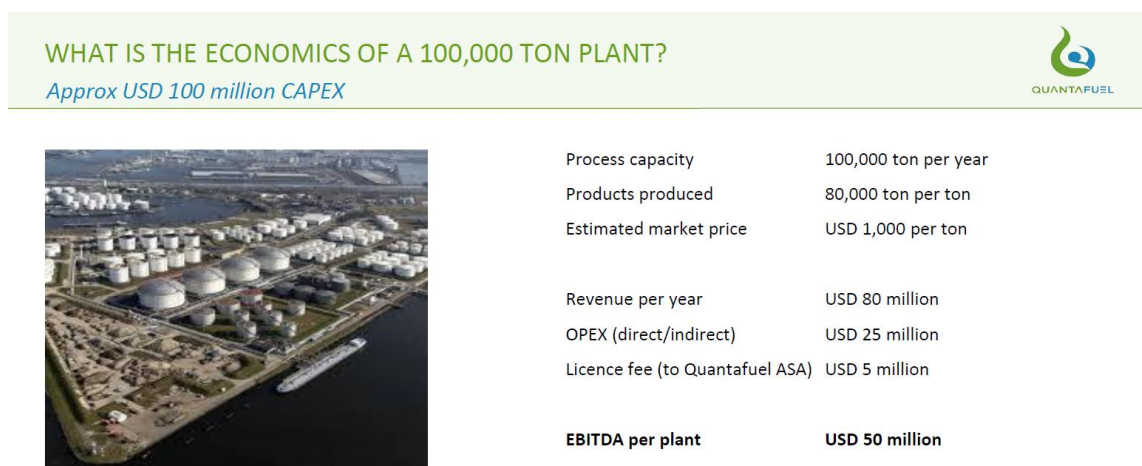 WHAT IS THE ECONOMICS OF A 100,000 TON PLANT?
Approx USD 100 million CAPEX
QUANTAFUEL
Process capacity 100,000 ton per year
Products produced 80,000 ton per ton
Estimated market price USD 1,000 per ton
Revenue per year USD 80 million
OPEX (direct/indirect) USD 25 million
Licence fee (to Quantafuel ASA) USD 5 million
EBITDA per plant USD 50 million